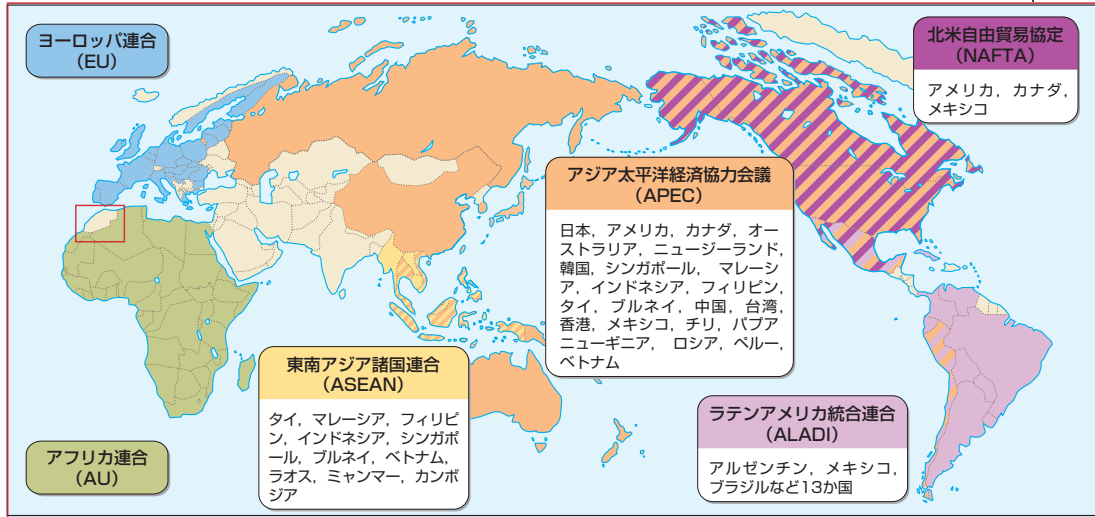 ヨーロッパ連合
(EU)
北米自由貿易協定
(NAFTA)
アメリカ，カナダ，
メキシコ
アジア太平洋経済協力会議
(APEC)
日本，アメリカ，カナダ，オー
ストラリア，ニュージーランド，
韓国，シンガポール，マレーシ
ア，インドネシア，フィリピン，
タイ，ブルネイ，中国，台湾，
香港，メキシコ，チリ，パプア
ニューギニア，ロシア，ペルー，
ベトナム
東南アジア諸国連合
(ASEAN)
タイ，マレーシア，フィリピ
ン，インドネシア，シンガポ
ール，ブルネイ，ベトナム，
ラオス，ミャンマー，カンボ
ジア
ラテンアメリカ統合連合
(ALADI)
アルゼンチン，メキシコ，
ブラジルなど13か国
アフリカ連合
(AU)